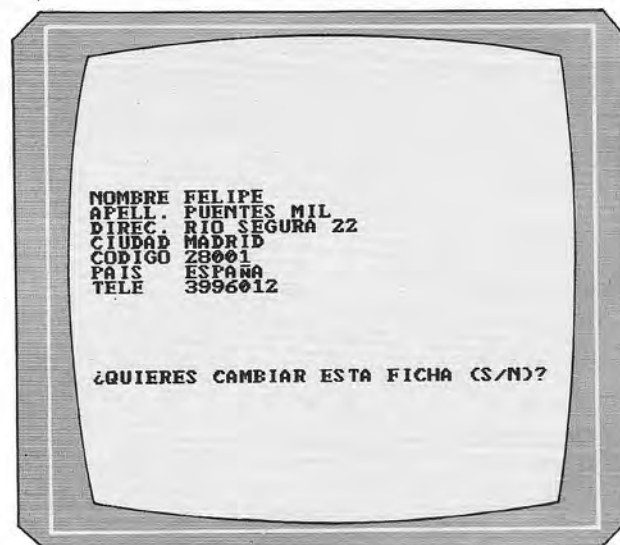 NOMBRE FELIPE
APELL. PUENTES MIL
DIREC. RIO SEGURA 22
CIUDAD MADRID
CODIGO 28001
PAIS ESPAÑA
TELE 3996012
¿QUIERES CAMBIAR ESTA FICHA (S/N)?